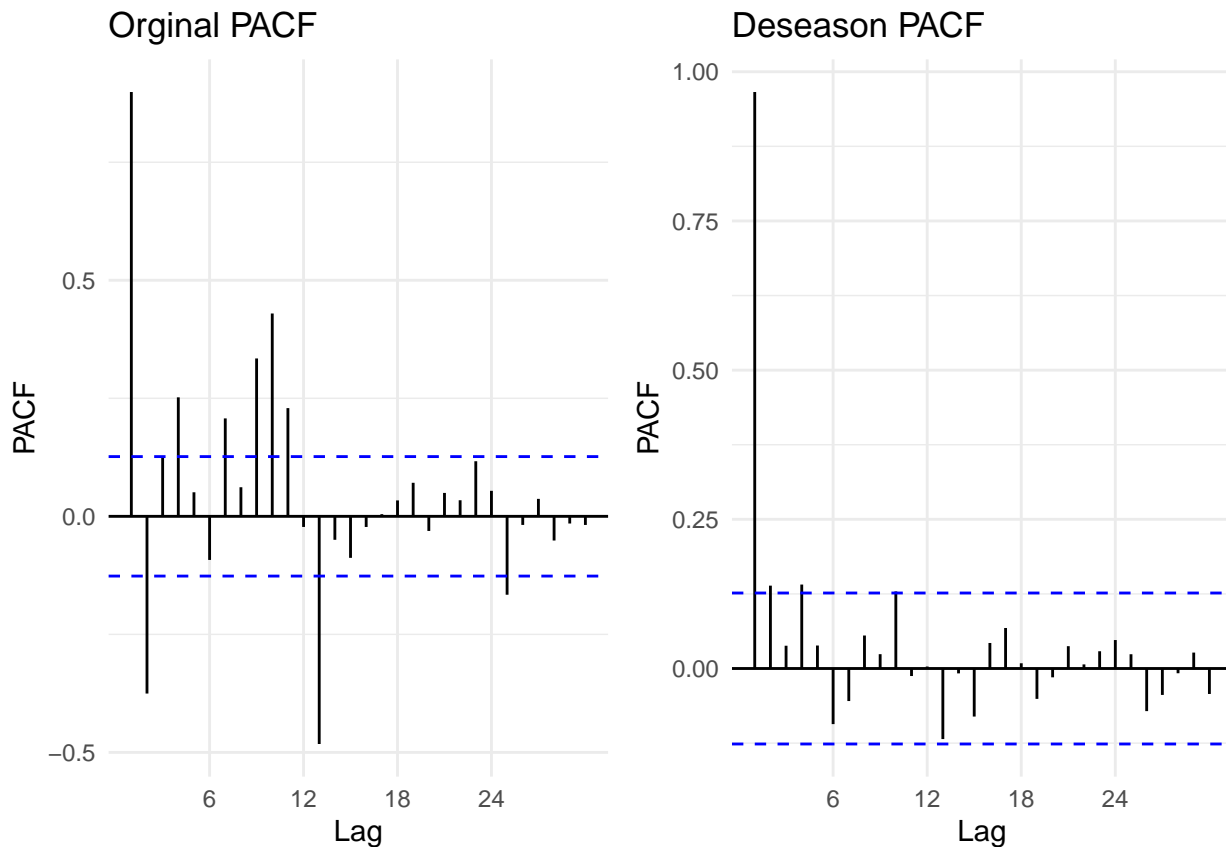 Orginal PACF
0.5
0.0
−0.5
PACF
6 12 18 24
Lag
Deseason PACF
1.00
0.75
0.50
0.25
0.00
PACF
6 12 18 24
Lag